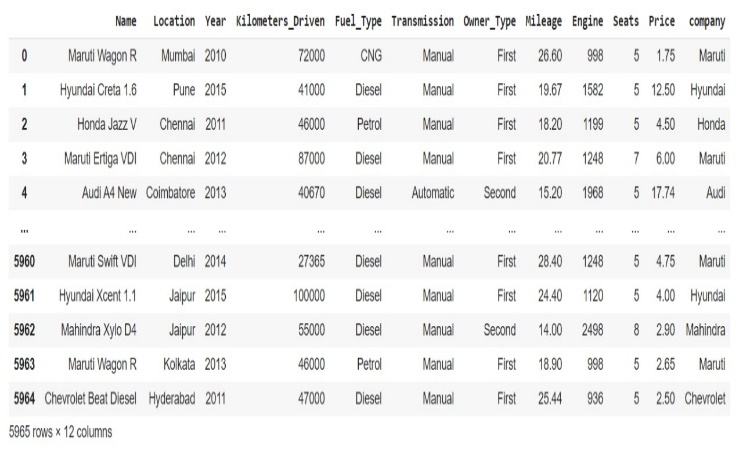 Name Location Year Kilometers_Driven Fuel_Type Transmission Owner_Type Mileage Engine Seats Price company
0 Maruti Wagon R Mumbai 2010 72000 CNG Manual First 26.60 998 5 1.75 Maruti
1 Hyundai Creta 1.6 Pune 2015 41000 Diesel Manual First 19.67 1582 5 12.50 Hyundai
2 Honda Jazz V Chennai 2011 46000 Petrol Manual First 18.20 1199 5 4.50 Honda
3 Maruti Ertiga VDI Chennai 2012 87000 Diesel Manual First 20.77 1248 7 6.00 Maruti
4 Audi A4 New Coimbatore 2013 40670 Diesel Automatic Second 15.20 1968 5 17.74 Audi
... ... ... ... ... ... ... ... ... ... ... ... ...
5960 Maruti Swift VDI Delhi 2014 27365 Diesel Manual First 28.40 1248 5 4.75 Maruti
5961 Hyundai Xcent 1.1 Jaipur 2015 100000 Diesel Manual First 24.40 1120 5 4.00 Hyundai
5962 Mahindra Xylo D4 Jaipur 2012 55000 Diesel Manual Second 14.00 2498 8 2.90 Mahindra
5963 Maruti Wagon R Kolkata 2013 46000 Petrol Manual First 18.90 998 5 2.65 Maruti
5964 Chevrolet Beat Diesel Hyderabad 2011 47000 Diesel Manual First 25.44 936 5 2.50 Chevrolet
5965 rows × 12 columns